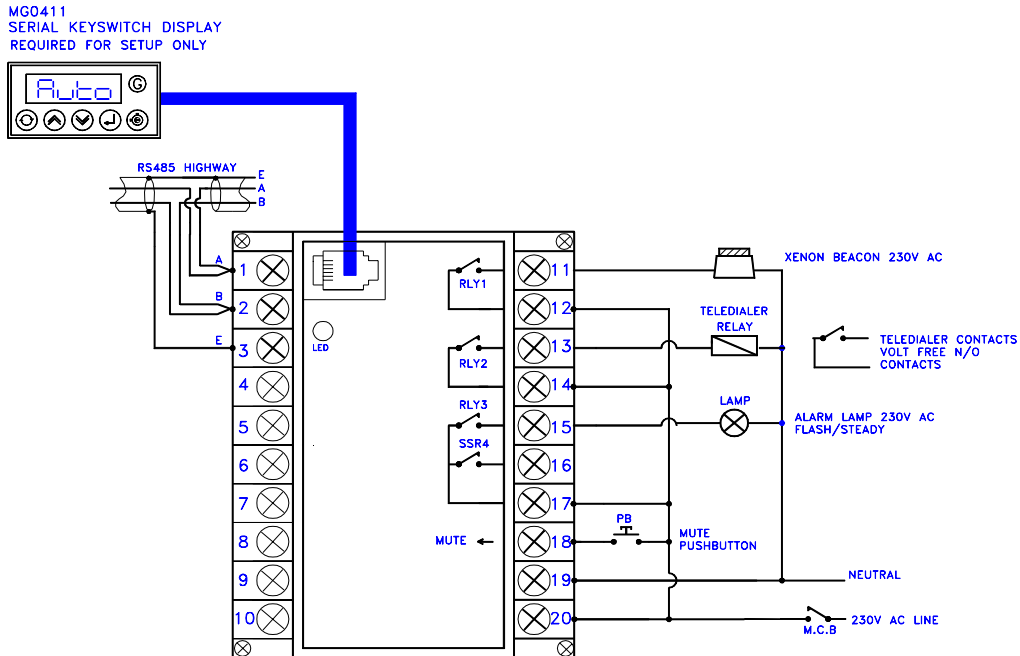 MG0411
SERIAL KEYSWITCH DISPLAY
REQUIRED FOR SETUP ONLY
Auto
G
RS485 HIGHWAY
E
A
B
A
B
E
1
2
3
4
5
6
7
8
9
10
LED
RLY1
RLY2
RLY3
SSR4
MUTE
11
12
13
14
15
16
17
18
19
20
XENON BEACON 230V AC
TELEDIALER
RELAY
TELEDIALER CONTACTS
VOLT FREE N/O
CONTACTS
LAMP
ALARM LAMP 230V AC
FLASH/STEADY
PB
MUTE
PUSHBUTTON
NEUTRAL
M.C.B
230V AC LINE